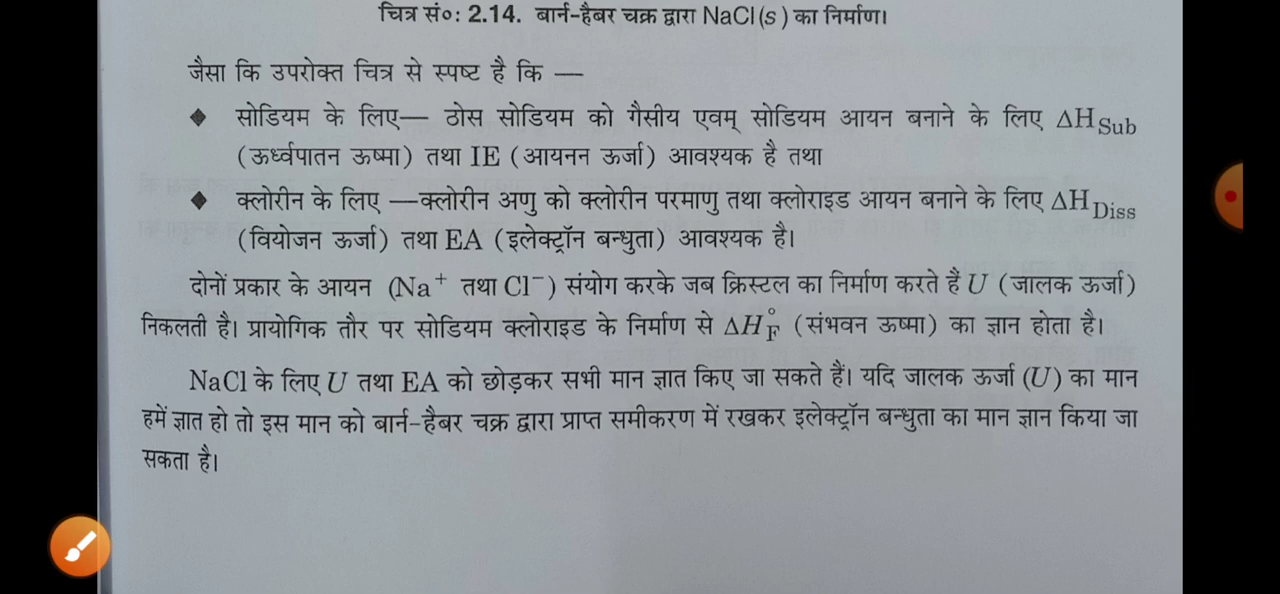 चित्र सं०: 2.14. बार्न-हैबर चक्र द्वारा NaCl(s) का निर्माण।
जैसा कि उपरोक्त चित्र से स्पष्ट है कि —
◆ सोडियम के लिए— ठोस सोडियम को गैसीय एवम् सोडियम आयन बनाने के लिए ΔH_Sub
(ऊर्ध्वपातन ऊष्मा) तथा IE (आयनन ऊर्जा) आवश्यक है तथा
◆ क्लोरीन के लिए —क्लोरीन अणु को क्लोरीन परमाणु तथा क्लोराइड आयन बनाने के लिए ΔH_Diss
(वियोजन ऊर्जा) तथा EA (इलेक्ट्रॉन बन्धुता) आवश्यक है।
दोनों प्रकार के आयन (Na⁺ तथा Cl⁻) संयोग करके जब क्रिस्टल का निर्माण करते हैं U (जालक ऊर्जा)
निकलती है। प्रायोगिक तौर पर सोडियम क्लोराइड के निर्माण से ΔH°_F (संभवन ऊष्मा) का ज्ञान होता है।
NaCl के लिए U तथा EA को छोड़कर सभी मान ज्ञात किए जा सकते हैं। यदि जालक ऊर्जा (U) का मान
हमें ज्ञात हो तो इस मान को बार्न-हैबर चक्र द्वारा प्राप्त समीकरण में रखकर इलेक्ट्रॉन बन्धुता का मान ज्ञान किया जा
सकता है।